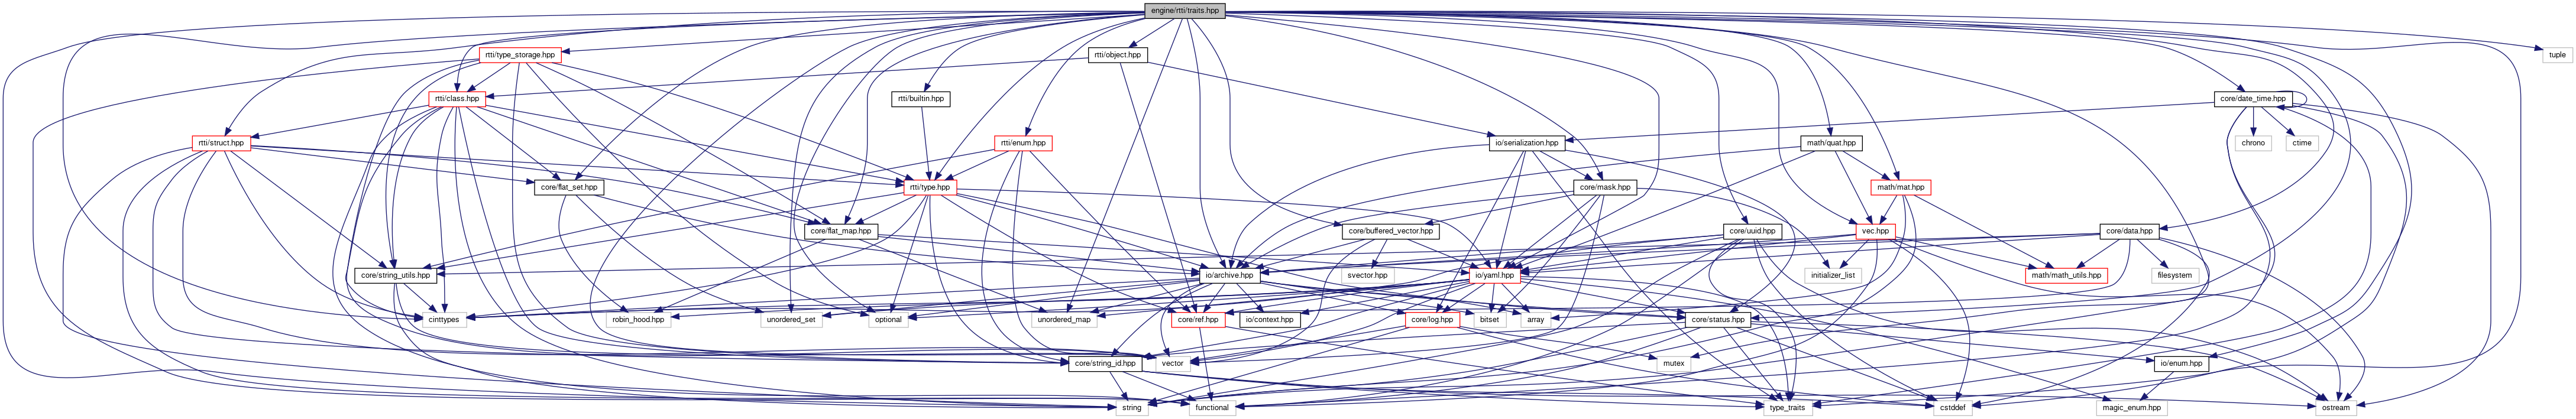 engine/rtti/traits.hpp
rtti/type_storage.hpp
rtti/object.hpp
tuple
rtti/class.hpp
rtti/builtin.hpp
core/date_time.hpp
rtti/struct.hpp
rtti/enum.hpp
io/serialization.hpp
math/quat.hpp
chrono
ctime
core/flat_set.hpp
rtti/type.hpp
core/mask.hpp
math/mat.hpp
core/flat_map.hpp
core/buffered_vector.hpp
core/uuid.hpp
vec.hpp
core/data.hpp
core/string_utils.hpp
io/archive.hpp
svector.hpp
io/yaml.hpp
initializer_list
math/math_utils.hpp
filesystem
cinttypes
robin_hood.hpp
unordered_set
optional
unordered_map
core/ref.hpp
io/context.hpp
bitset
core/log.hpp
array
core/status.hpp
core/string_id.hpp
vector
mutex
io/enum.hpp
string
functional
type_traits
cstddef
magic_enum.hpp
ostream